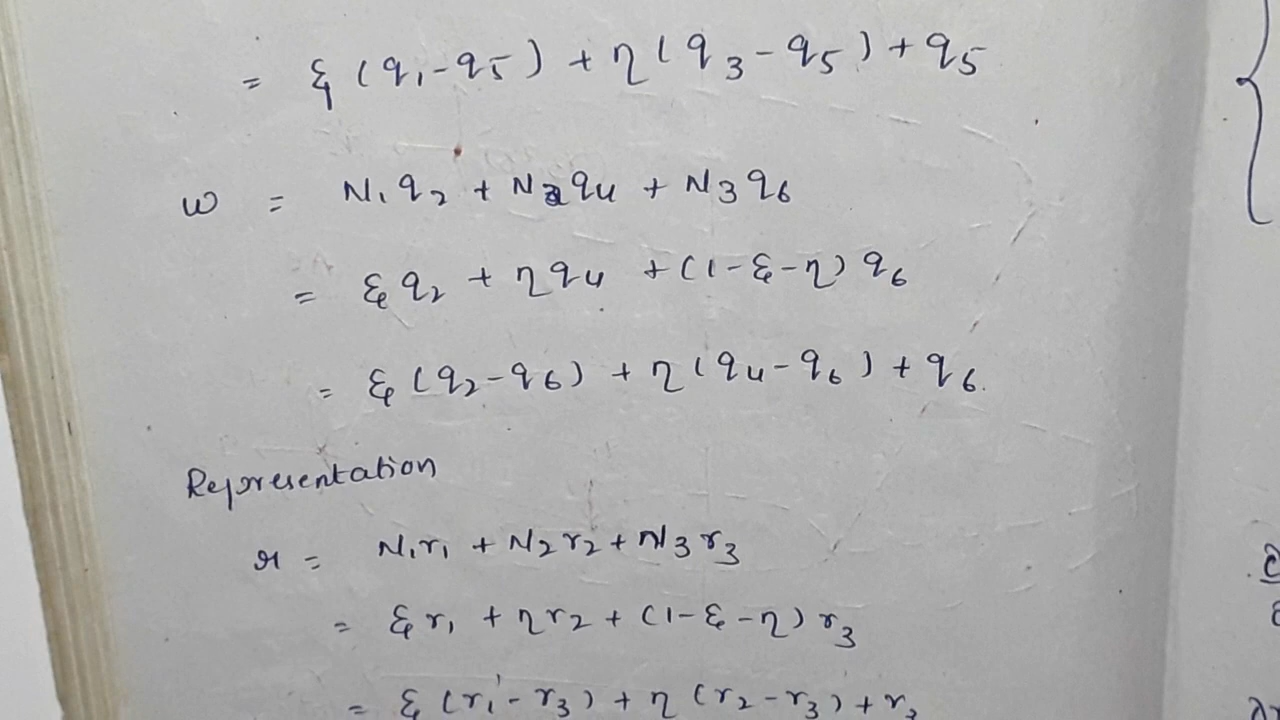 = ξ (q₁-q₅) + η (q₃-q₅) + q₅
w = N₁q₂ + N₂q₄ + N₃q₆
= ξq₂ + ηq₄ + (1-ξ-η) q₆
= ξ (q₂-q₆) + η (q₄-q₆) + q₆.
Representation
r = N₁r₁ + N₂r₂ + N₃r₃
= ξr₁ + ηr₂ + (1-ξ-η) r₃
= ξ (r₁-r₃) + η (r₂-r₃) + r₃